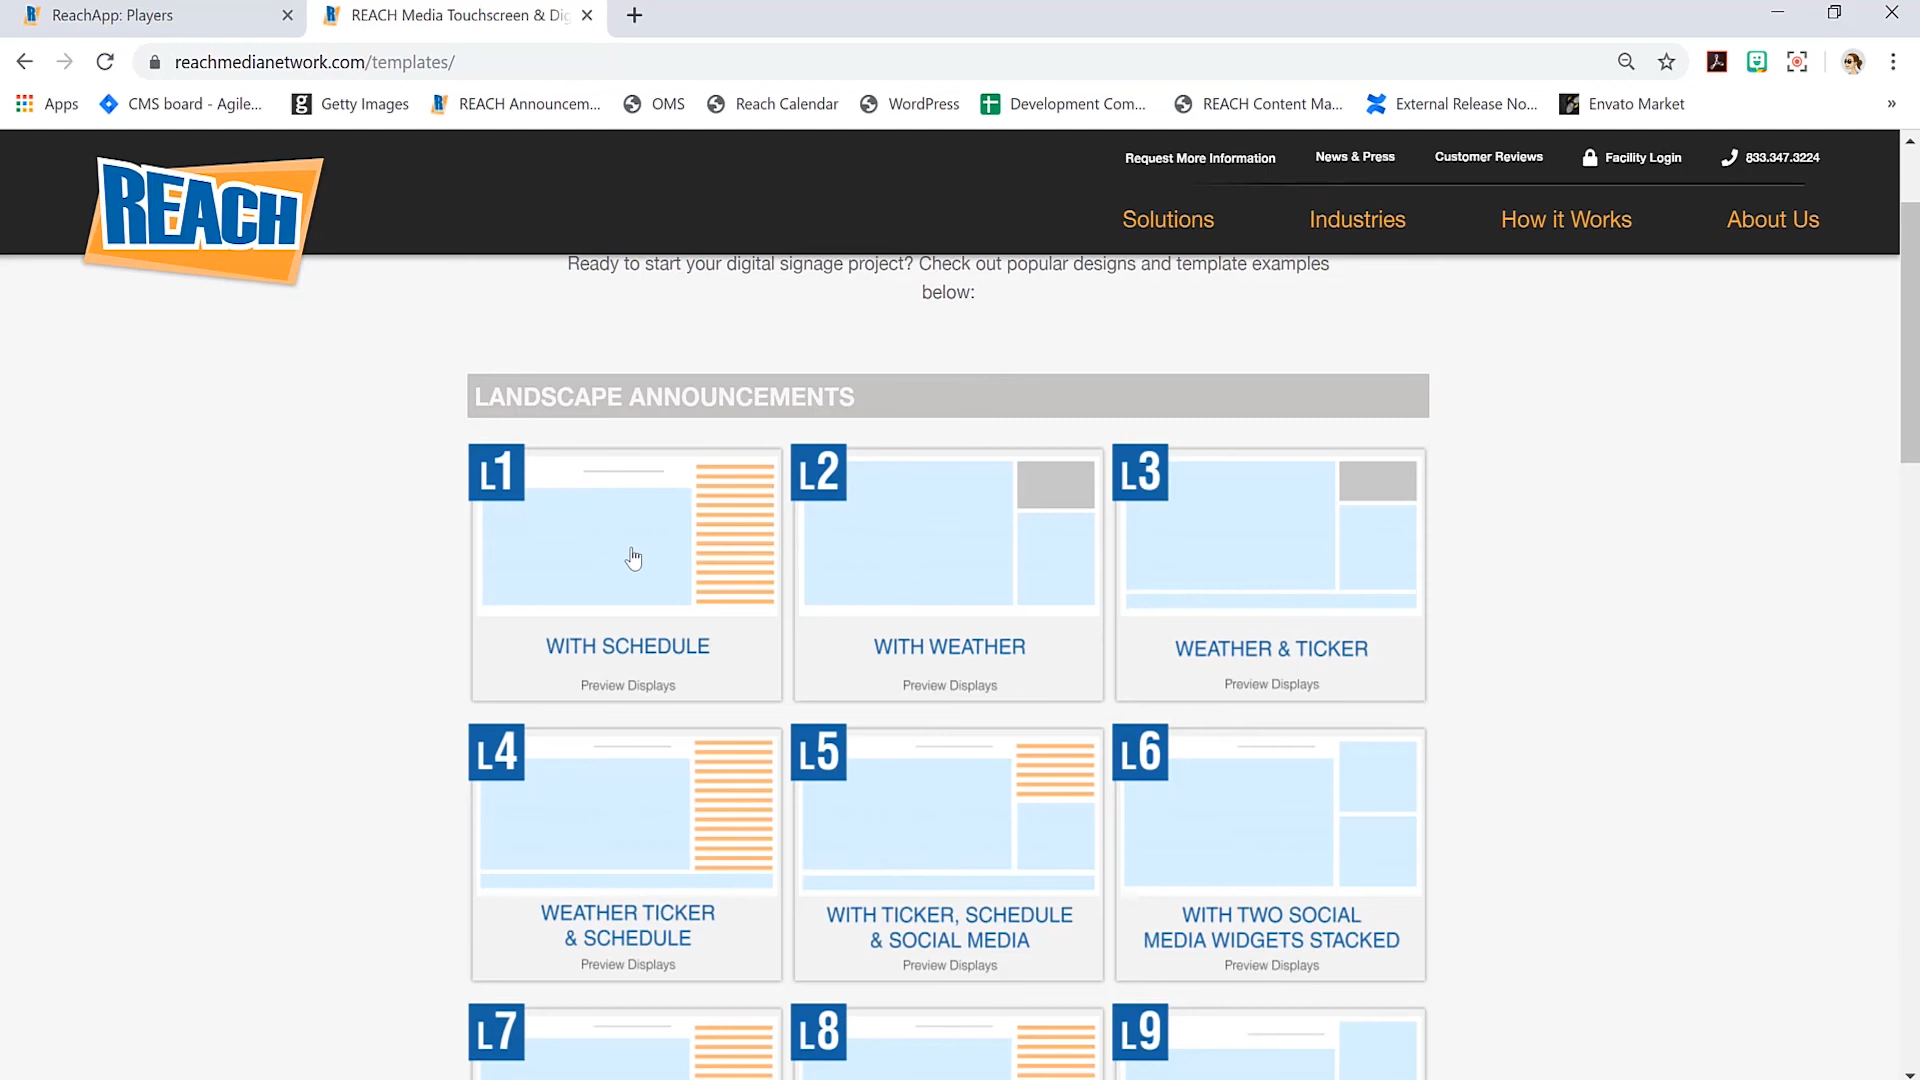 ReachApp: Players
REACH Media Touchscreen & Dig
reachmedianetwork.com/templates/
Apps
CMS board - Agile...
Getty Images
REACH Announcem...
OMS
Reach Calendar
WordPress
Development Com...
REACH Content Ma...
External Release No...
Envato Market
»
REACH
Request More Information
News & Press
Customer Reviews
Facility Login
833.347.3224
Solutions
Industries
How it Works
About Us
Ready to start your digital signage project? Check out popular designs and template examples
below:
LANDSCAPE ANNOUNCEMENTS
L1
WITH SCHEDULE
Preview Displays
L2
WITH WEATHER
Preview Displays
L3
WEATHER & TICKER
Preview Displays
L4
WEATHER TICKER
& SCHEDULE
Preview Displays
L5
WITH TICKER, SCHEDULE
& SOCIAL MEDIA
Preview Displays
L6
WITH TWO SOCIAL
MEDIA WIDGETS STACKED
Preview Displays
L7
L8
L9